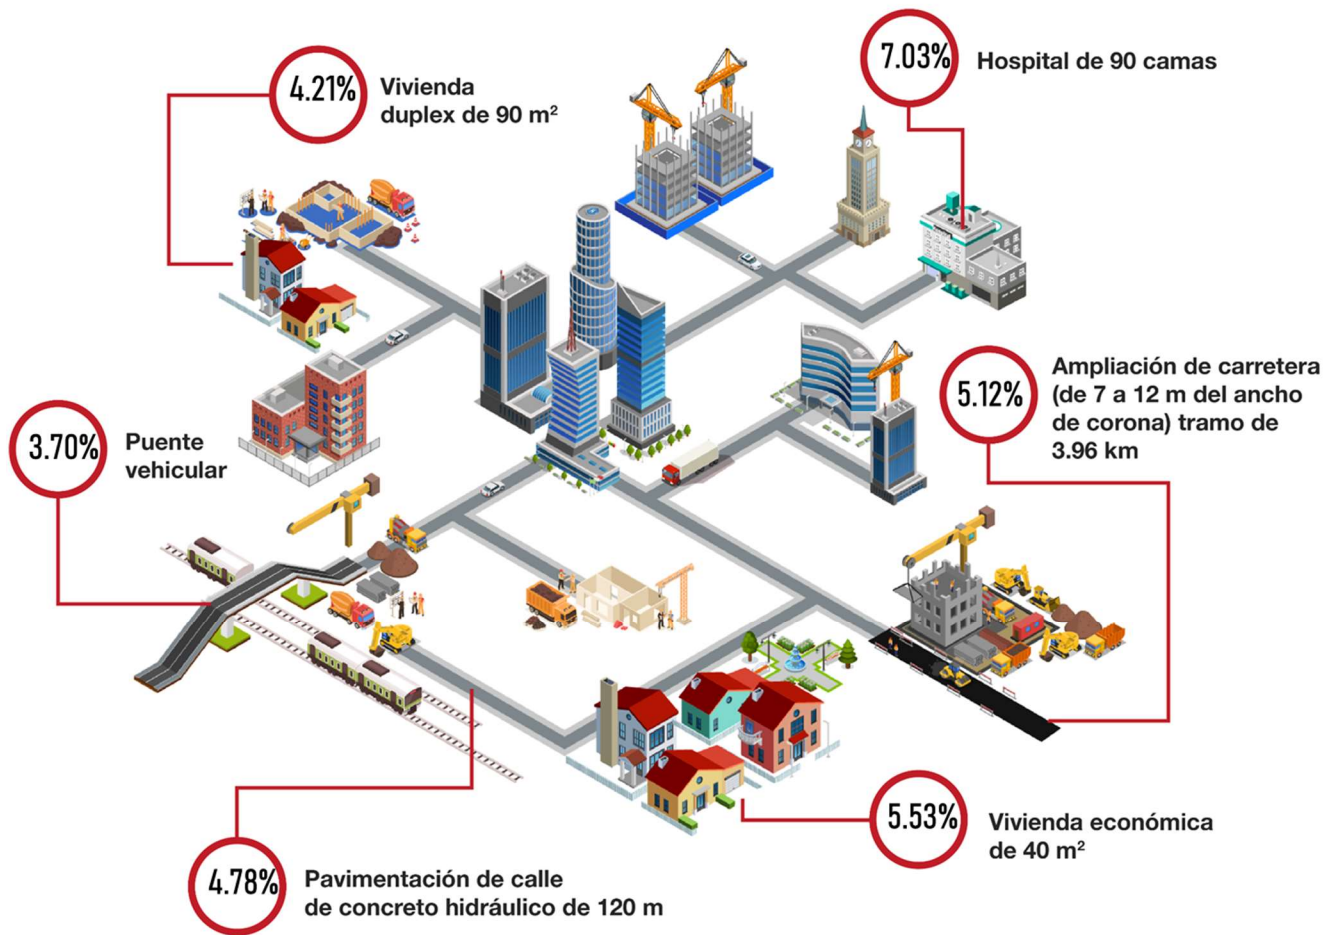 7.03%
Hospital de 90 camas
4.21%
Vivienda
duplex de 90 m²
5.12%
Ampliación de carretera
(de 7 a 12 m del ancho
de corona) tramo de
3.96 km
3.70%
Puente
vehicular
5.53%
Vivienda económica
de 40 m²
4.78%
Pavimentación de calle
de concreto hidráulico de 120 m